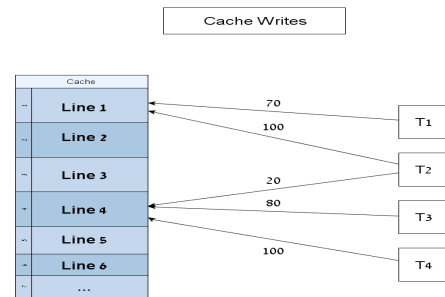 Cache Writes
Cache
1 Line 1
2 Line 2
3 Line 3
4 Line 4
5 Line 5
6 Line 6
7 ...
70
100
20
80
100
T1
T2
T3
T4